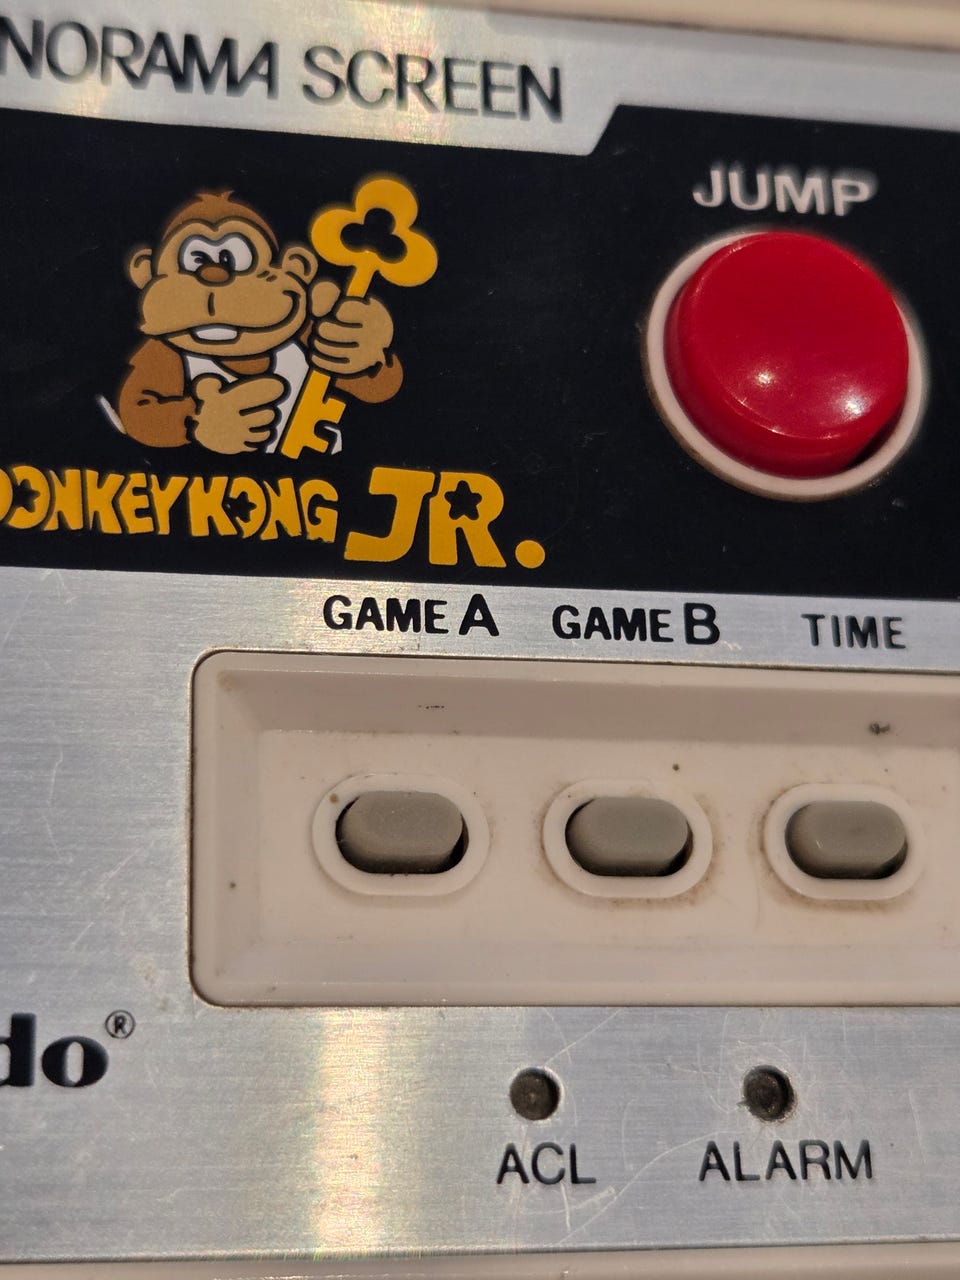 NORAMA SCREEN
JUMP
DONKEY KONG JR.
GAME A GAME B TIME
do®
ACL ALARM